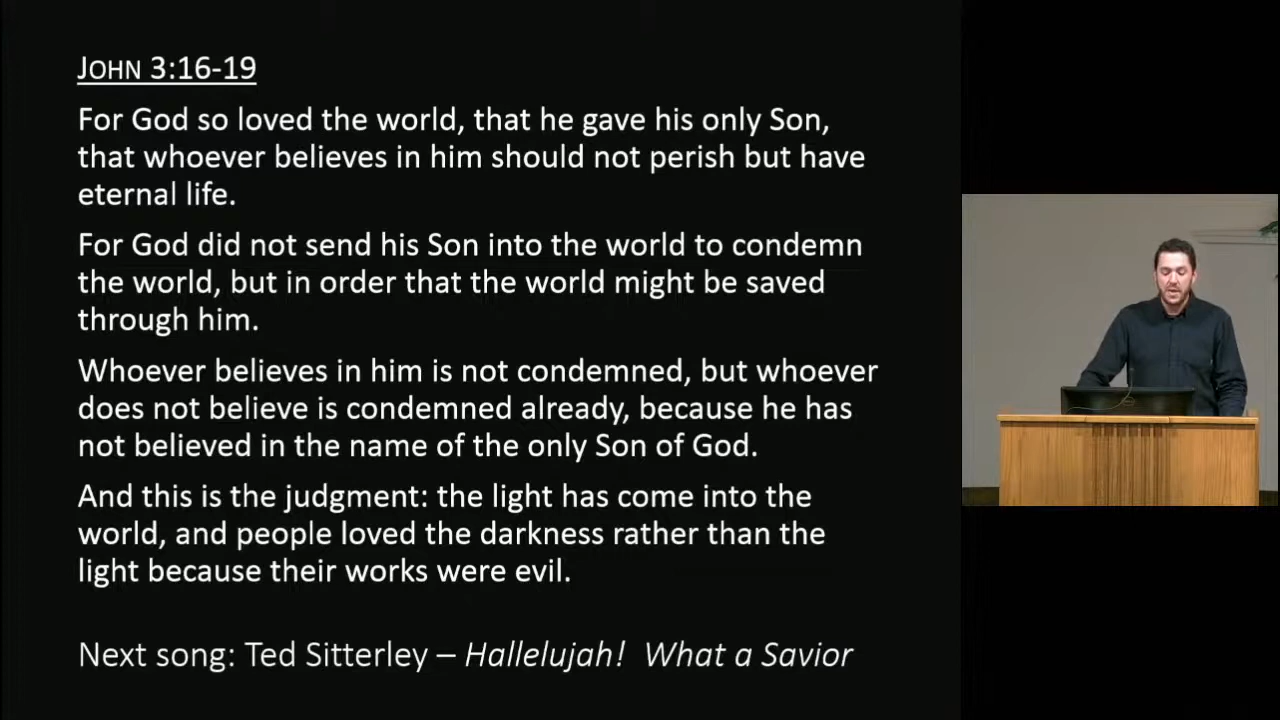 JOHN 3:16-19
For God so loved the world, that he gave his only Son,
that whoever believes in him should not perish but have
eternal life.
For God did not send his Son into the world to condemn
the world, but in order that the world might be saved
through him.
Whoever believes in him is not condemned, but whoever
does not believe is condemned already, because he has
not believed in the name of the only Son of God.
And this is the judgment: the light has come into the
world, and people loved the darkness rather than the
light because their works were evil.
Next song: Ted Sitterley – Hallelujah! What a Savior